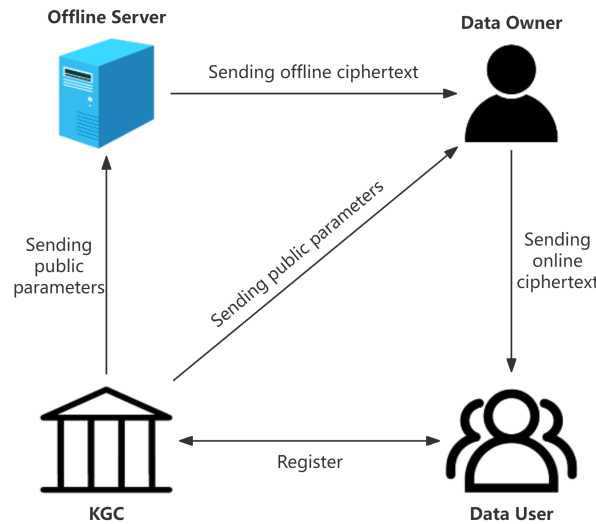 Offline Server
Data Owner
Sending offline ciphertext
Sending
public
parameters
Sending public parameters
Sending
online
ciphertext
Register
KGC
Data User